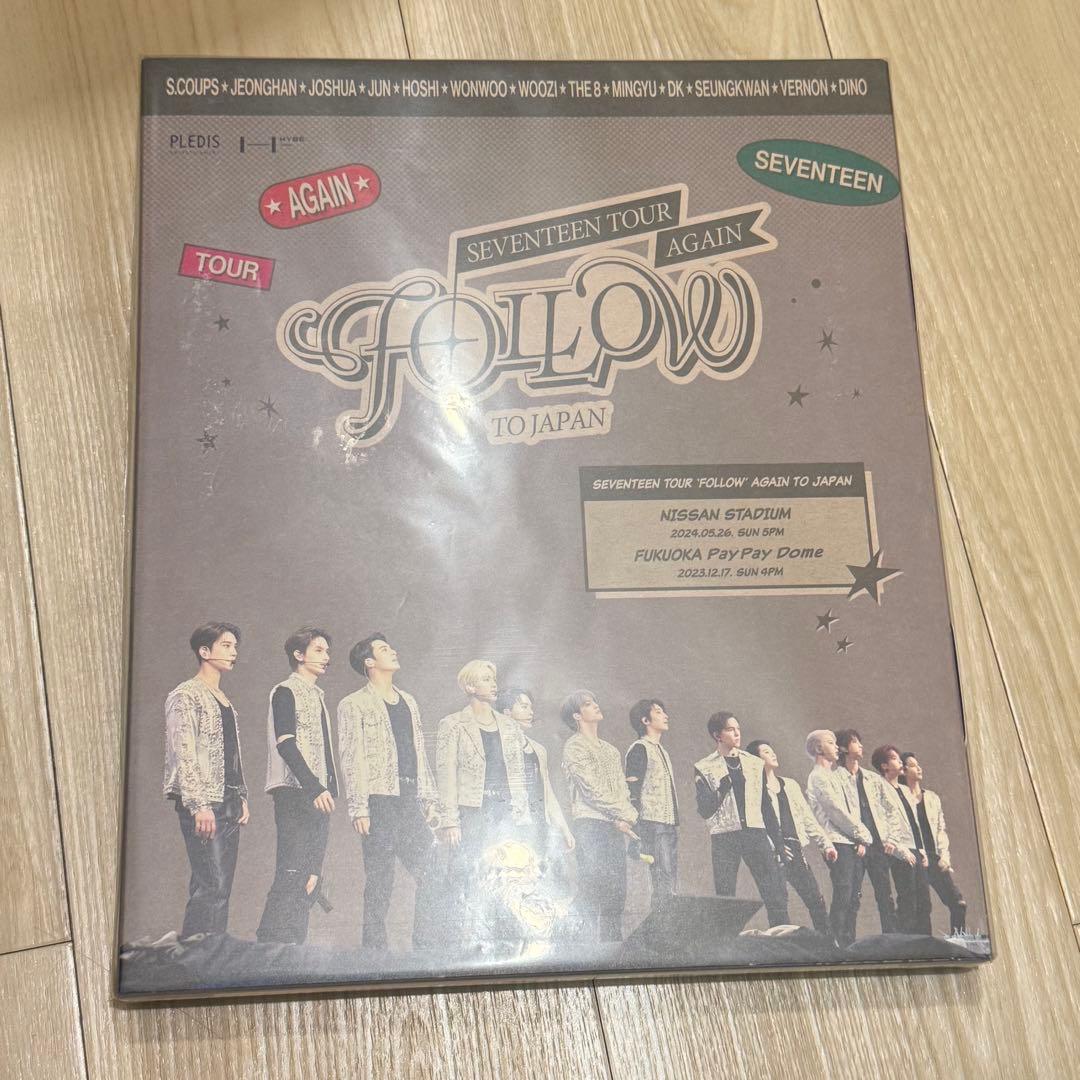 S.COUPS★JEONGHAN★JOSHUA★JUN★HOSHI★WONWOO★WOOZI★THE 8★MINGYU★DK★SEUNGKWAN★VERNON★DINO
PLEDIS
HYBE
★ AGAIN ★
SEVENTEEN
TOUR
SEVENTEEN TOUR
AGAIN
FOLLOW
TO JAPAN
SEVENTEEN TOUR 'FOLLOW' AGAIN TO JAPAN
NISSAN STADIUM
2024.05.26. SUN 5PM
FUKUOKA PayPay Dome
2023.12.17. SUN 4PM